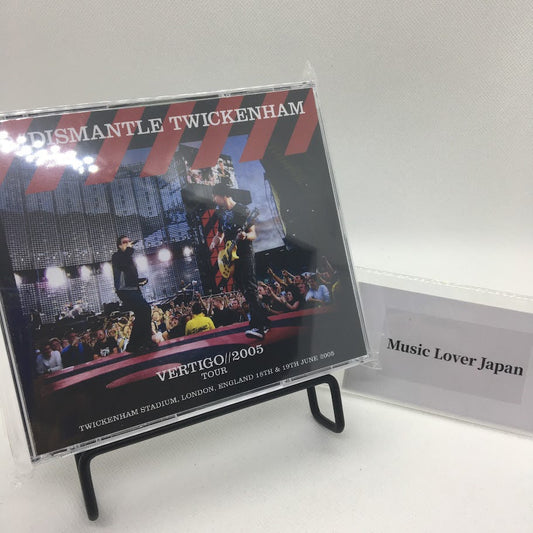 DISMANTLE TWICKENHAM
VERTIGO//2005
TOUR
TWICKENHAM STADIUM, LONDON, ENGLAND 18TH & 19TH JUNE 2005
Music Lover Japan